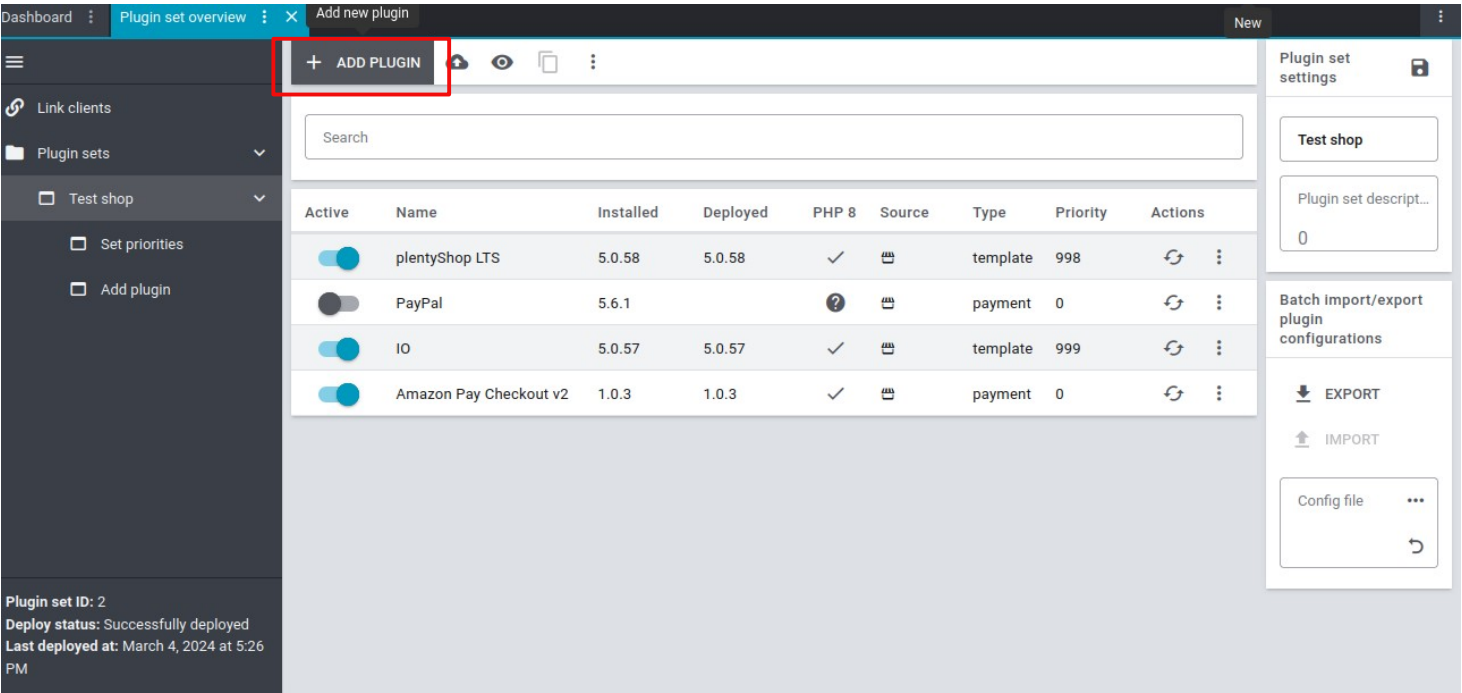 Dashboard
Plugin set overview
Add new plugin
New
ADD PLUGIN
Link clients
Plugin sets
Test shop
Set priorities
Add plugin
Plugin set ID: 2
Deploy status: Successfully deployed
Last deployed at: March 4, 2024 at 5:26
PM
Search
Active Name Installed Deployed PHP 8 Source Type Priority Actions
plentyShop LTS 5.0.58 5.0.58 template 998
PayPal 5.6.1 payment 0
IO 5.0.57 5.0.57 template 999
Amazon Pay Checkout v2 1.0.3 1.0.3 payment 0
Plugin set
settings
Test shop
Plugin set descript...
0
Batch import/export
plugin
configurations
EXPORT
IMPORT
Config file